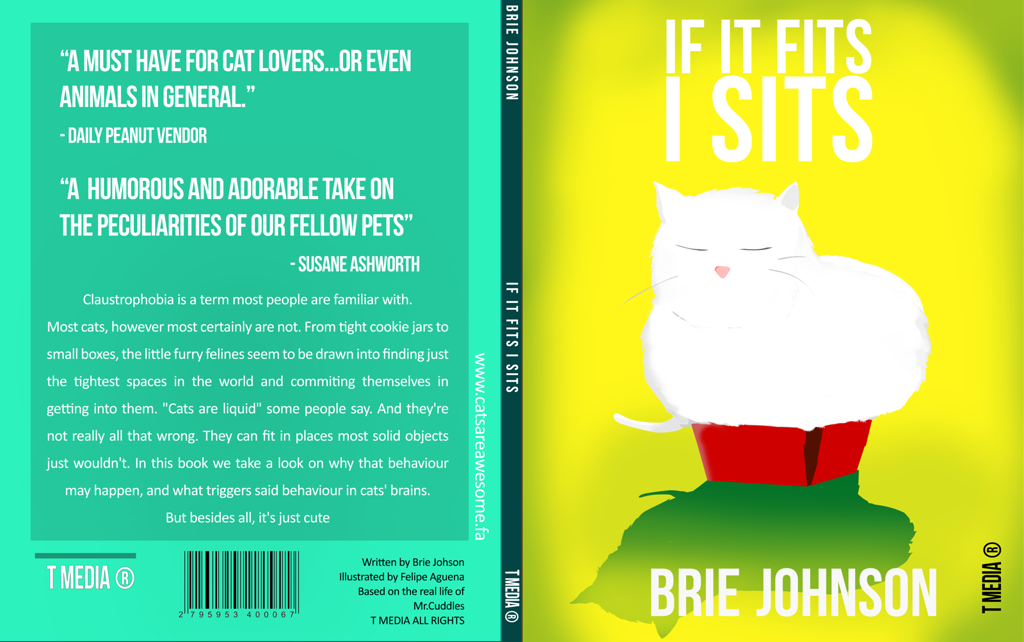 “A MUST HAVE FOR CAT LOVERS...OR EVEN
ANIMALS IN GENERAL.”
- DAILY PEANUT VENDOR
“A HUMOROUS AND ADORABLE TAKE ON
THE PECULIARITIES OF OUR FELLOW PETS”
- SUSANE ASHWORTH
Claustrophobia is a term most people are familiar with.
Most cats, however most certainly are not. From tight cookie jars to
small boxes, the little furry felines seem to be drawn into finding just
the tightest spaces in the world and commiting themselves in
getting into them. "Cats are liquid" some people say. And they're
not really all that wrong. They can fit in places most solid objects
just wouldn't. In this book we take a look on why that behaviour
may happen, and what triggers said behaviour in cats' brains.
But besides all, it's just cute
www.catsareawesome.fa
T MEDIA ®
2 795953 400067
Written by Brie Johson
Illustrated by Felipe Aguena
Based on the real life of
Mr.Cuddles
T MEDIA ALL RIGHTS
BRIE JOHNSON
IF IT FITS I SITS
T MEDIA ®
IF IT FITS
I SITS
BRIE JOHNSON
T MEDIA ®